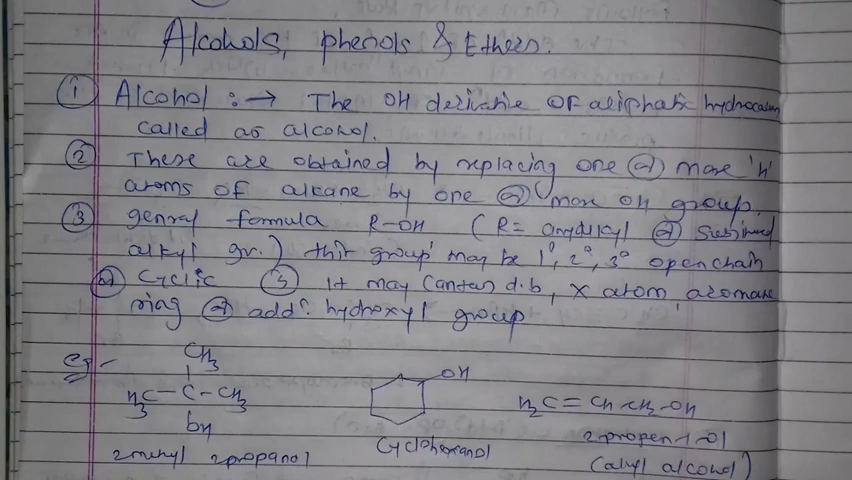 Alcohols, phenols & Ethers.
① Alcohol :→ The OH derivative of aliphatic hydrocarbon
called as alcohol.
② These are obtained by replacing one or more 'H'
atoms of alkane by one or more OH group.
③ genral formula R-OH ( R= any alkyl or
alkyl gr.) this group may be 1°, 2°, 3° open chain
or cyclic ③ it may contan d.b, X atom, aromatic
ring or addn hydroxyl group
eg -
CH3
H3C - C - CH3
OH
2 methyl 2 propanol
OH
Cyclohexanol
H2C = CH - CH2 - OH
2 propen-1-ol
(allyl alcohol)